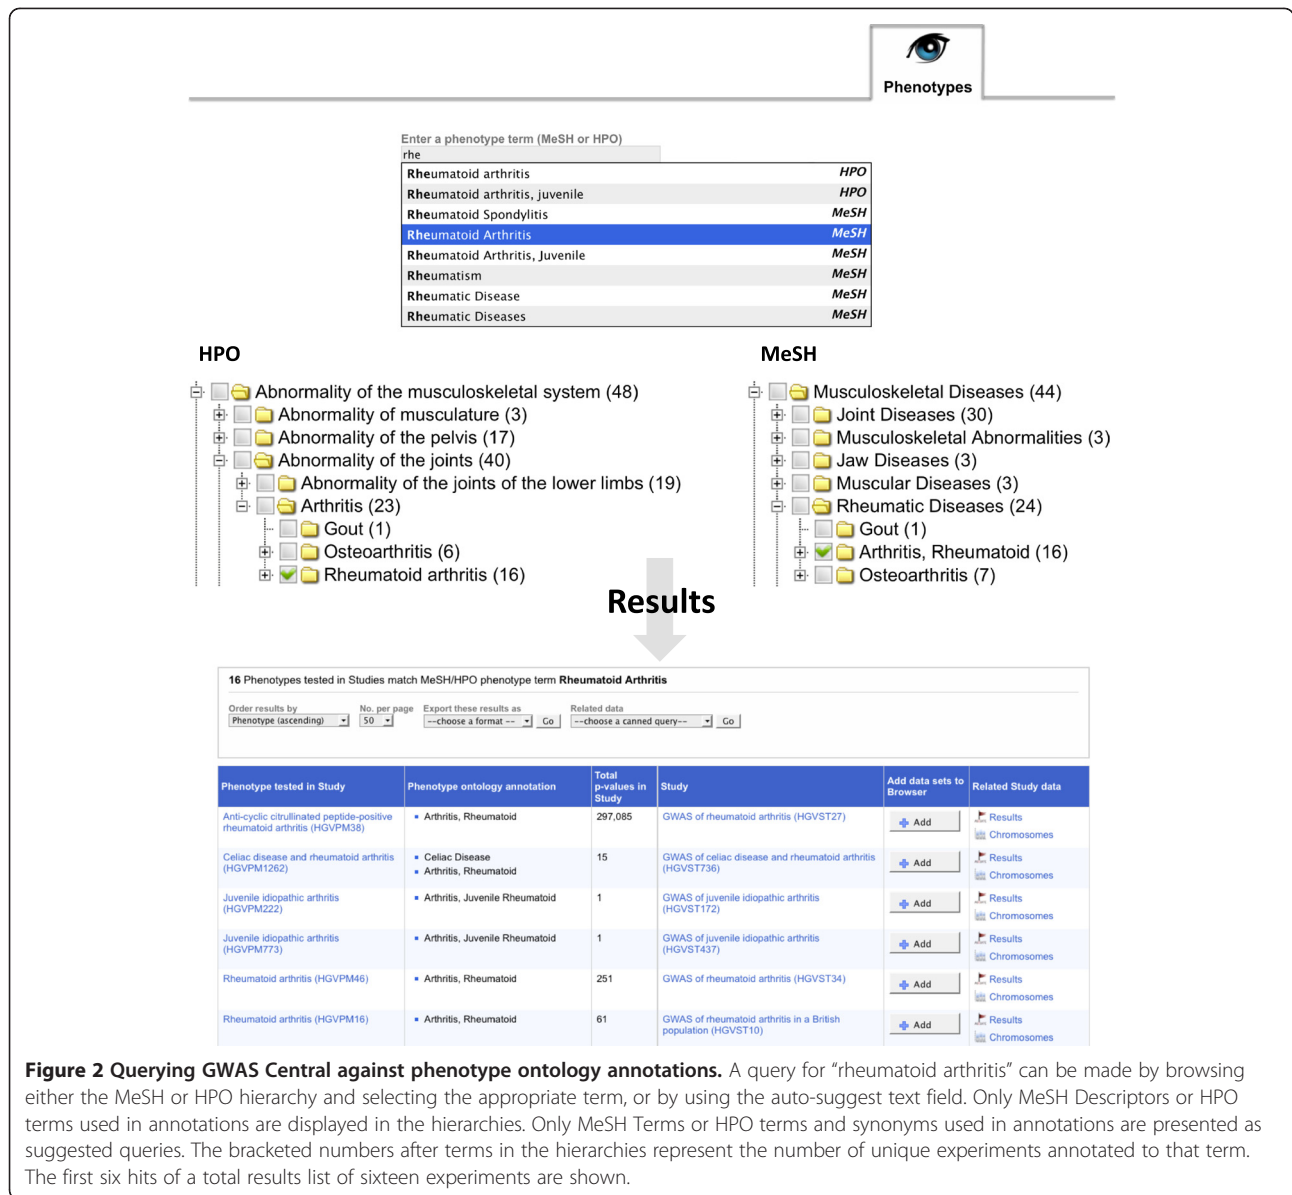 Phenotypes
Enter a phenotype term (MeSH or HPO)
rhe
Rheumatoid arthritis HPO
Rheumatoid arthritis, juvenile HPO
Rheumatoid Spondylitis MeSH
Rheumatoid Arthritis MeSH
Rheumatoid Arthritis, Juvenile MeSH
Rheumatism MeSH
Rheumatic Disease MeSH
Rheumatic Diseases MeSH
HPO
Abnormality of the musculoskeletal system (48)
Abnormality of musculature (3)
Abnormality of the pelvis (17)
Abnormality of the joints (40)
Abnormality of the joints of the lower limbs (19)
Arthritis (23)
Gout (1)
Osteoarthritis (6)
Rheumatoid arthritis (16)
MeSH
Musculoskeletal Diseases (44)
Joint Diseases (30)
Musculoskeletal Abnormalities (3)
Jaw Diseases (3)
Muscular Diseases (3)
Rheumatic Diseases (24)
Gout (1)
Arthritis, Rheumatoid (16)
Osteoarthritis (7)
Results
16 Phenotypes tested in Studies match MeSH/HPO phenotype term Rheumatoid Arthritis
Order results by No. per page Export these results as Related data
Phenotype (ascending) 50 --choose a format -- Go --choose a canned query-- Go
Phenotype tested in Study Phenotype ontology annotation Total p-values in Study Study Add data sets to Browser Related Study data
Anti-cyclic citrullinated peptide-positive rheumatoid arthritis (HGVPM38) Arthritis, Rheumatoid 297,085 GWAS of rheumatoid arthritis (HGVST27) Add Results Chromosomes
Celiac disease and rheumatoid arthritis (HGVPM1262) Celiac Disease Arthritis, Rheumatoid 15 GWAS of celiac disease and rheumatoid arthritis (HGVST736) Add Results Chromosomes
Juvenile idiopathic arthritis (HGVPM222) Arthritis, Juvenile Rheumatoid 1 GWAS of juvenile idiopathic arthritis (HGVST172) Add Results Chromosomes
Juvenile idiopathic arthritis (HGVPM773) Arthritis, Juvenile Rheumatoid 1 GWAS of juvenile idiopathic arthritis (HGVST437) Add Results Chromosomes
Rheumatoid arthritis (HGVPM46) Arthritis, Rheumatoid 251 GWAS of rheumatoid arthritis (HGVST34) Add Results Chromosomes
Rheumatoid arthritis (HGVPM16) Arthritis, Rheumatoid 61 GWAS of rheumatoid arthritis in a British population (HGVST10) Add Results Chromosomes
Figure 2 Querying GWAS Central against phenotype ontology annotations. A query for “rheumatoid arthritis” can be made by browsing
either the MeSH or HPO hierarchy and selecting the appropriate term, or by using the auto-suggest text field. Only MeSH Descriptors or HPO
terms used in annotations are displayed in the hierarchies. Only MeSH Terms or HPO terms and synonyms used in annotations are presented as
suggested queries. The bracketed numbers after terms in the hierarchies represent the number of unique experiments annotated to that term.
The first six hits of a total results list of sixteen experiments are shown.